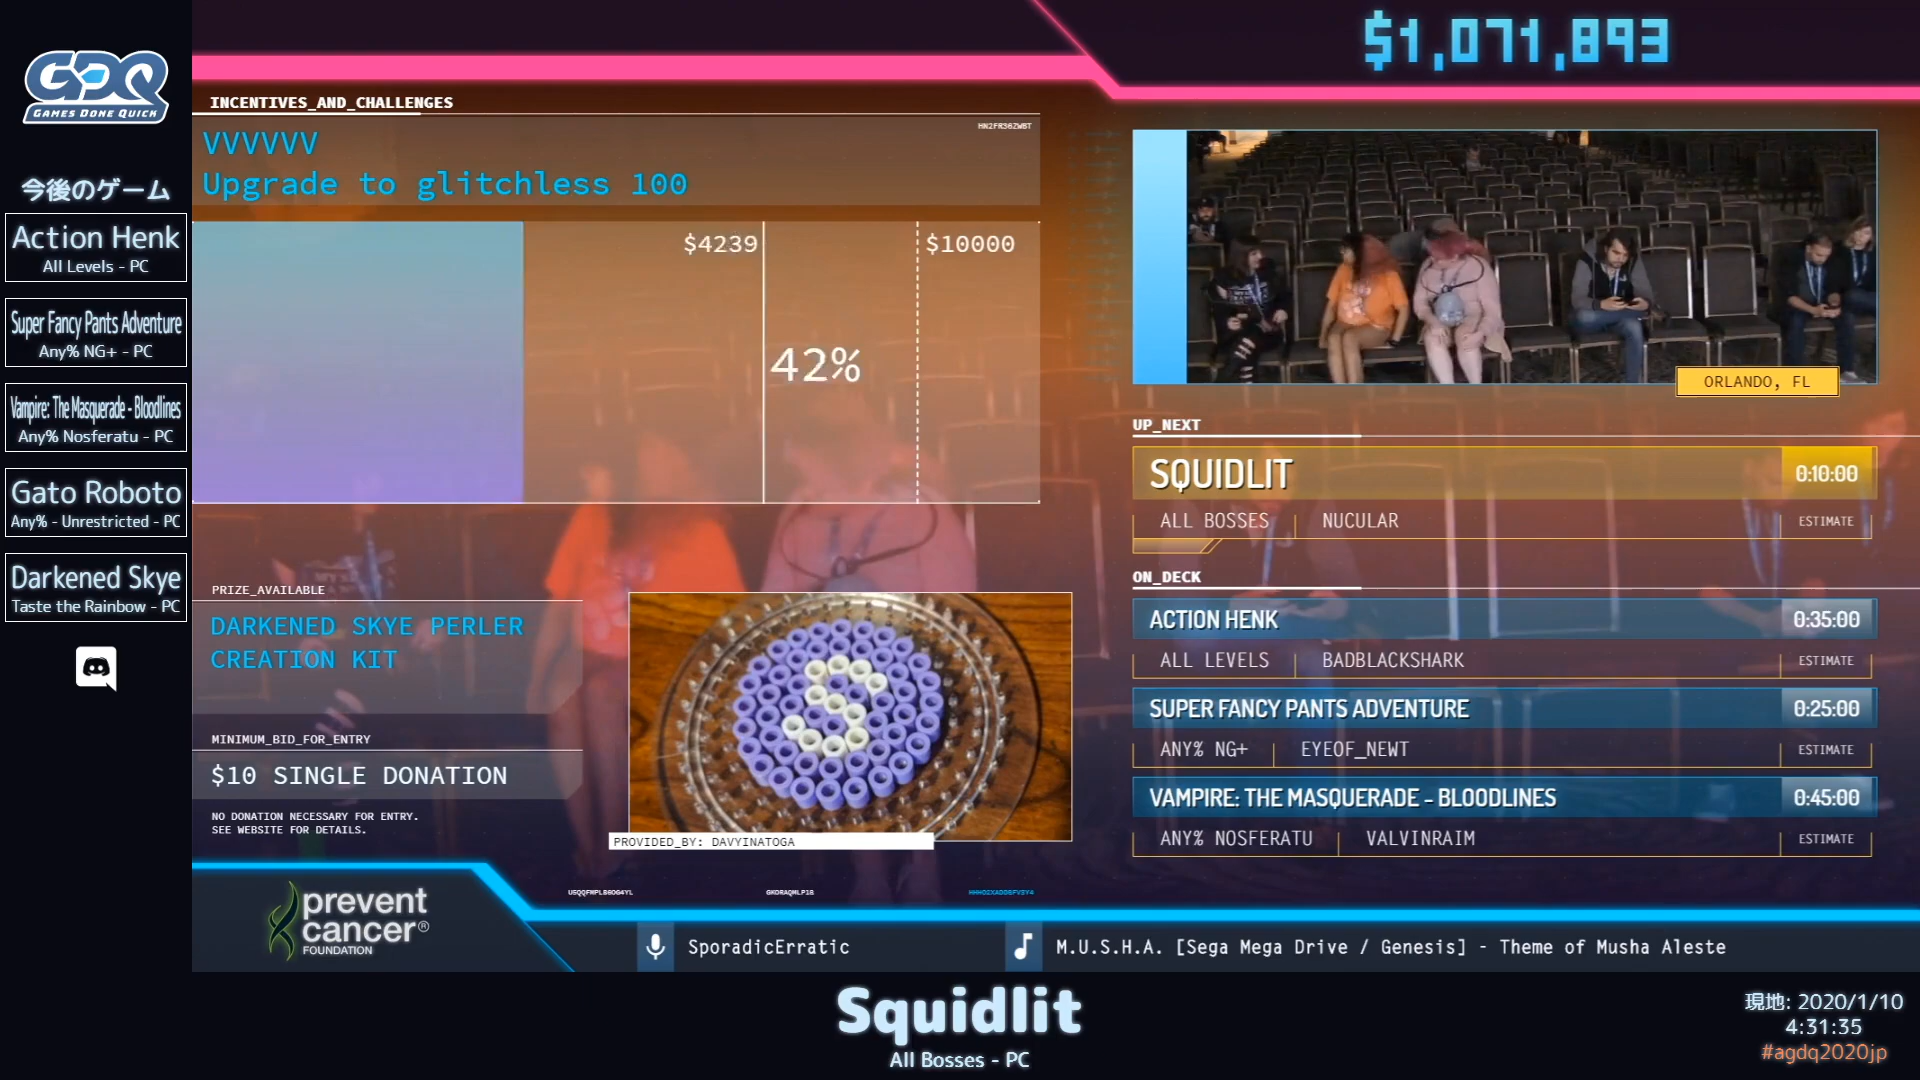 GDQ
GAMES DONE QUICK
今後のゲーム
Action Henk
All Levels - PC
Super Fancy Pants Adventure
Any% NG+ - PC
Vampire: The Masquerade - Bloodlines
Any% Nosferatu - PC
Gato Roboto
Any% - Unrestricted - PC
Darkened Skye
Taste the Rainbow - PC
$1,071,893
INCENTIVES_AND_CHALLENGES
VVVVVV
Upgrade to glitchless 100
$4239
$10000
42%
PRIZE_AVAILABLE
DARKENED SKYE PERLER
CREATION KIT
MINIMUM_BID_FOR_ENTRY
$10 SINGLE DONATION
NO DONATION NECESSARY FOR ENTRY.
SEE WEBSITE FOR DETAILS.
S
PROVIDED_BY: DAVYINATOGA
ORLANDO, FL
UP_NEXT
SQUIDLIT
0:10:00
ALL BOSSES
NUCULAR
ESTIMATE
ON_DECK
ACTION HENK
0:35:00
ALL LEVELS
BADBLACKSHARK
ESTIMATE
SUPER FANCY PANTS ADVENTURE
0:25:00
ANY% NG+
EYEOF_NEWT
ESTIMATE
VAMPIRE: THE MASQUERADE - BLOODLINES
0:45:00
ANY% NOSFERATU
VALVINRAIM
ESTIMATE
prevent
cancer®
FOUNDATION
SporadicErratic
M.U.S.H.A. [Sega Mega Drive / Genesis] - Theme of Musha Aleste
Squidlit
All Bosses - PC
現地: 2020/1/10
4:31:35
#agdq2020jp